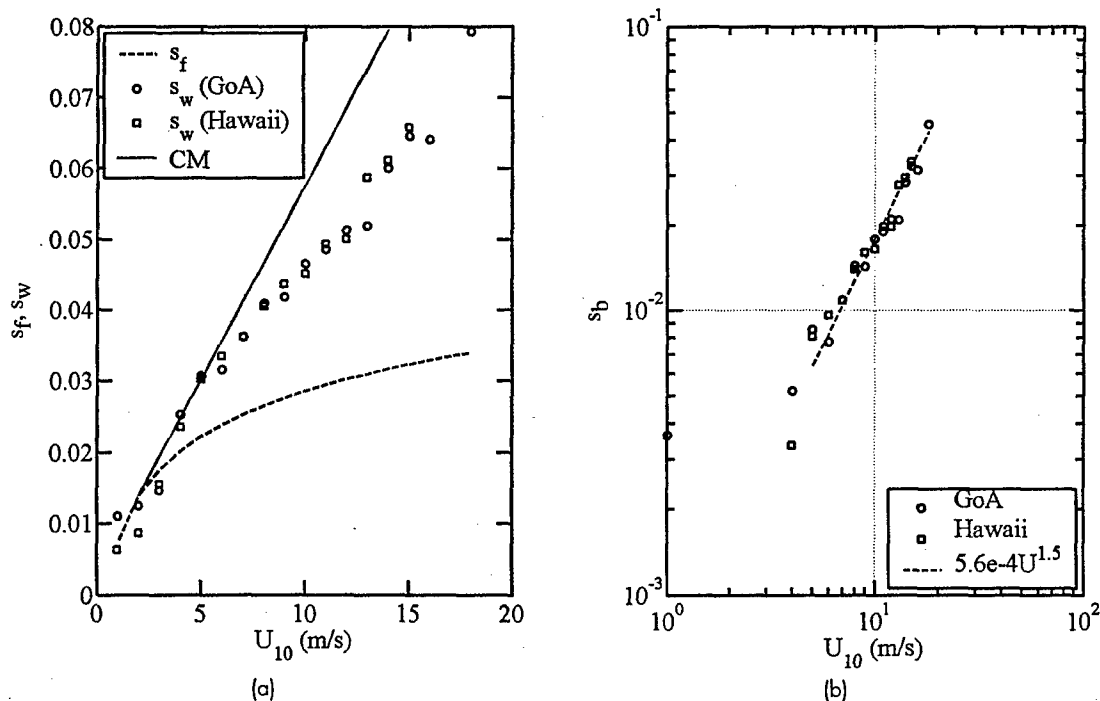 0.08
0.07
0.06
0.05
0.04
0.03
0.02
0.01
0
s_f, s_w
s_f
s_w (GoA)
s_w (Hawaii)
CM
0 5 10 15 20
U_10 (m/s)
(a)
10^-1
10^-2
10^-3
s_b
GoA
Hawaii
5.6e-4U^1.5
10^0 10^1 10^2
U_10 (m/s)
(b)